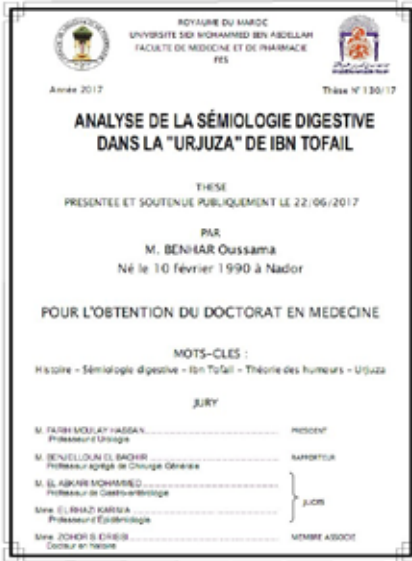 ROYAUME DU MAROC
UNIVERSITE SIDI MOHAMMED BEN ABDELLAH
FACULTE DE MEDECINE ET DE PHARMACIE
FES
Année 2017
Thèse N° 130/17
ANALYSE DE LA SÉMIOLOGIE DIGESTIVE
DANS LA "URJUZA" DE IBN TOFAIL
THESE
PRESENTEE ET SOUTENUE PUBLIQUEMENT LE 22/06/2017
PAR
M. BENHAR Oussama
Né le 10 février 1990 à Nador
POUR L'OBTENTION DU DOCTORAT EN MEDECINE
MOTS-CLES :
Histoire - Sémiologie digestive - Ibn Tofail - Théorie des humeurs - Urjuza
JURY
M. FARIH MOULAY HASSAN PRESIDENT
Professeur d'Urologie
M. BENJELLOUN EL BACHIR RAPPORTEUR
Professeur agrégé de Chirurgie Générale
M. EL ABKARI MOHAMMED
Professeur de Gastro-entérologie
JUGES
Mme. EL RHAZI KARIMA
Professeur d'Epidémiologie
Mme. ZOHOR MEMBRE ASSOCIE
Docteur en histoire